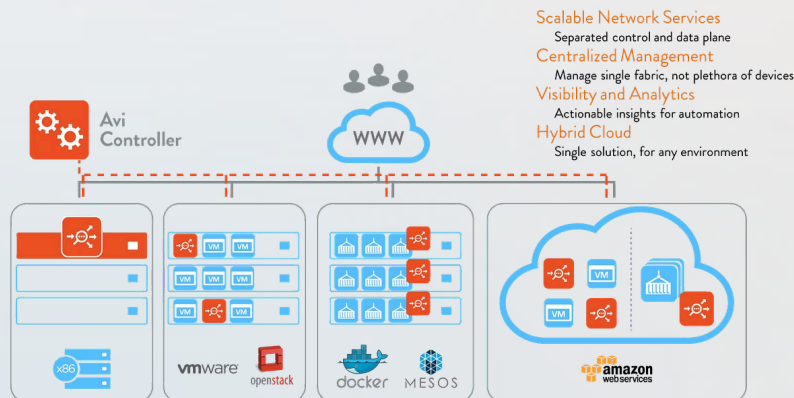 Scalable Network Services
Separated control and data plane
Centralized Management
Manage single fabric, not plethora of devices
Visibility and Analytics
Actionable insights for automation
Hybrid Cloud
Single solution, for any environment
Avi
Controller
WWW
VM VM
VM VM VM
VM VM
VM
VM
x86
vmware
openstack
docker
MESOS
amazon
webservices